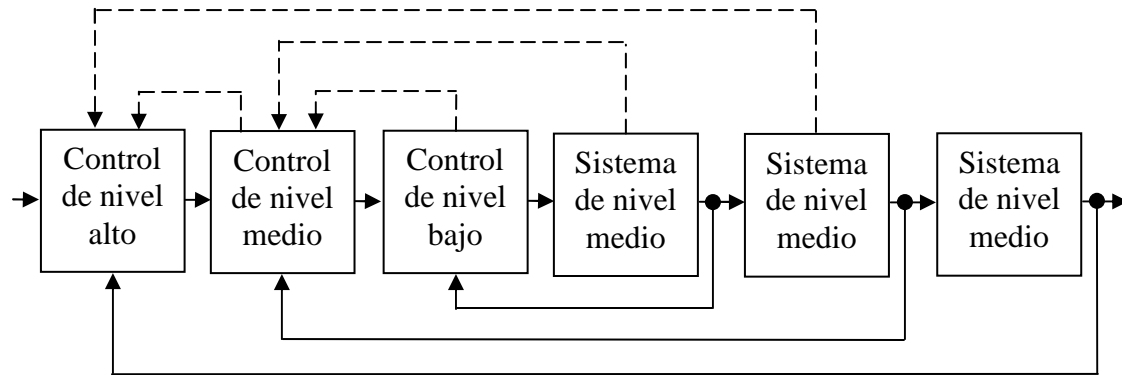 Control
de nivel
alto
Control
de nivel
medio
Control
de nivel
bajo
Sistema
de nivel
medio
Sistema
de nivel
medio
Sistema
de nivel
medio